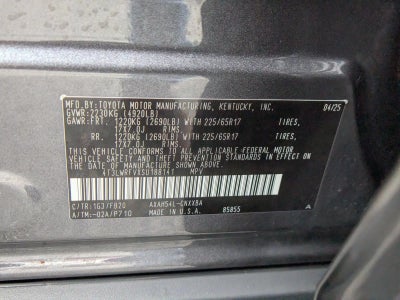 MFD.BY:TOYOTA MOTOR MANUFACTURING, KENTUCKY, INC. 04/25
GVWR:2230KG (4920LB)
GAWR:FRT. 1220KG (2690LB) WITH 225/65R17 TIRES,
17X7.0J RIMS,
RR. 1220KG (2690LB) WITH 225/65R17 TIRES,
17X7.0J RIMS,
THIS VEHICLE CONFORMS TO ALL APPLICABLE FEDERAL MOTOR
VEHICLE SAFETY, BUMPER, AND THEFT PREVENTION STANDARDS IN
EFFECT ON THE DATE OF MANUFACTURE SHOWN ABOVE.
MPV
C/TR:1G3/FB20 AXAH54L-CNXXBA
A/TM:-02A/P710 85855